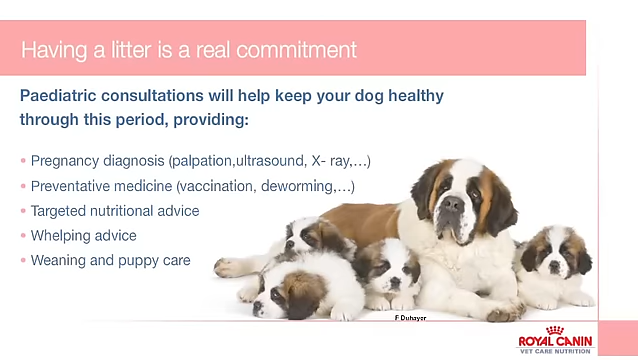 Having a litter is a real commitment
Paediatric consultations will help keep your dog healthy
through this period, providing:
• Pregnancy diagnosis (palpation,ultrasound, X- ray,…)
• Preventative medicine (vaccination, deworming,…)
• Targeted nutritional advice
• Whelping advice
• Weaning and puppy care
F Duhayer
ROYAL CANIN
VET CARE NUTRITION